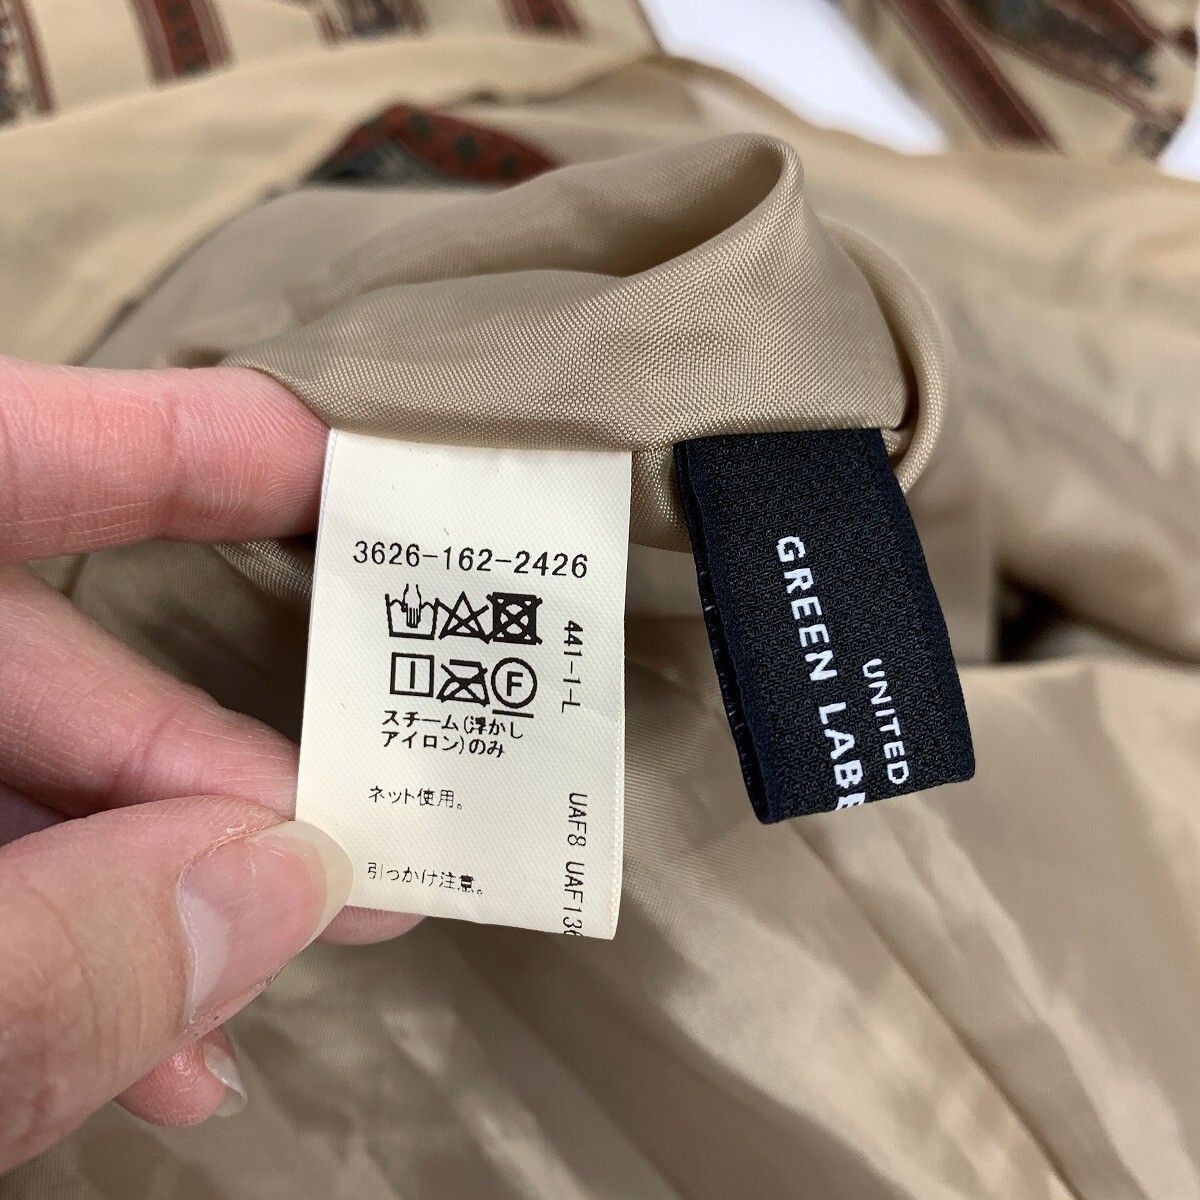 3626-162-2426
441-1-L
F
スチーム(浮かし
アイロン)のみ
ネット使用。
引っかけ注意。
UAF8 UAF136
UNITED
GREEN LABE